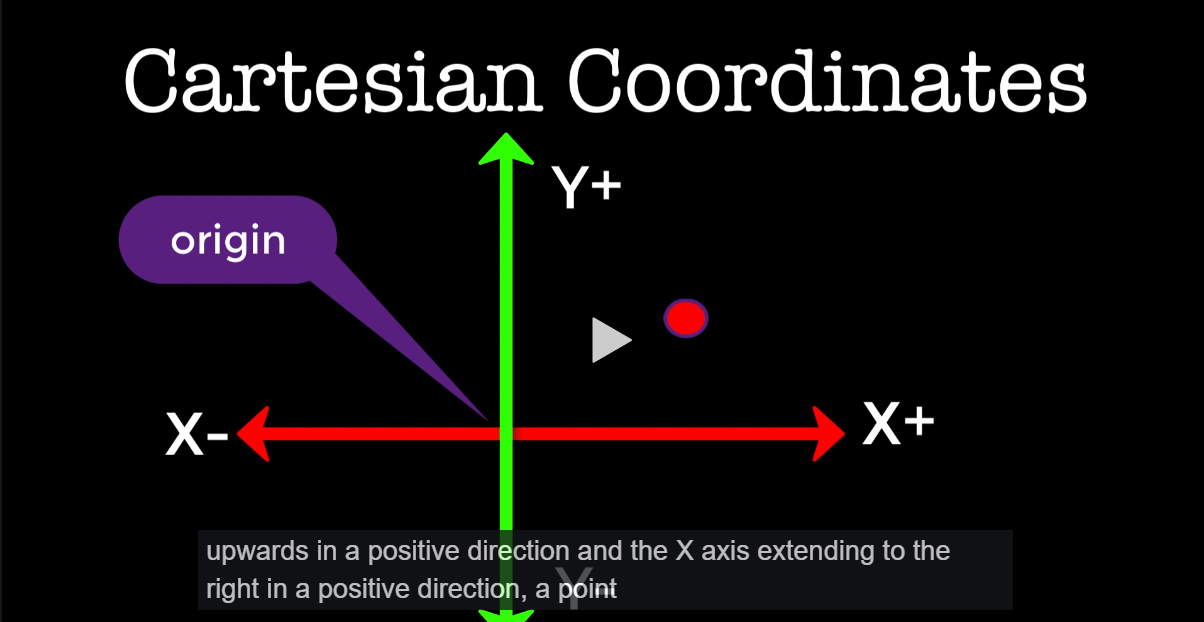 Cartesian Coordinates
Y+
origin
X-
X+
upwards in a positive direction and the X axis extending to the
right in a positive direction, a point
Y-